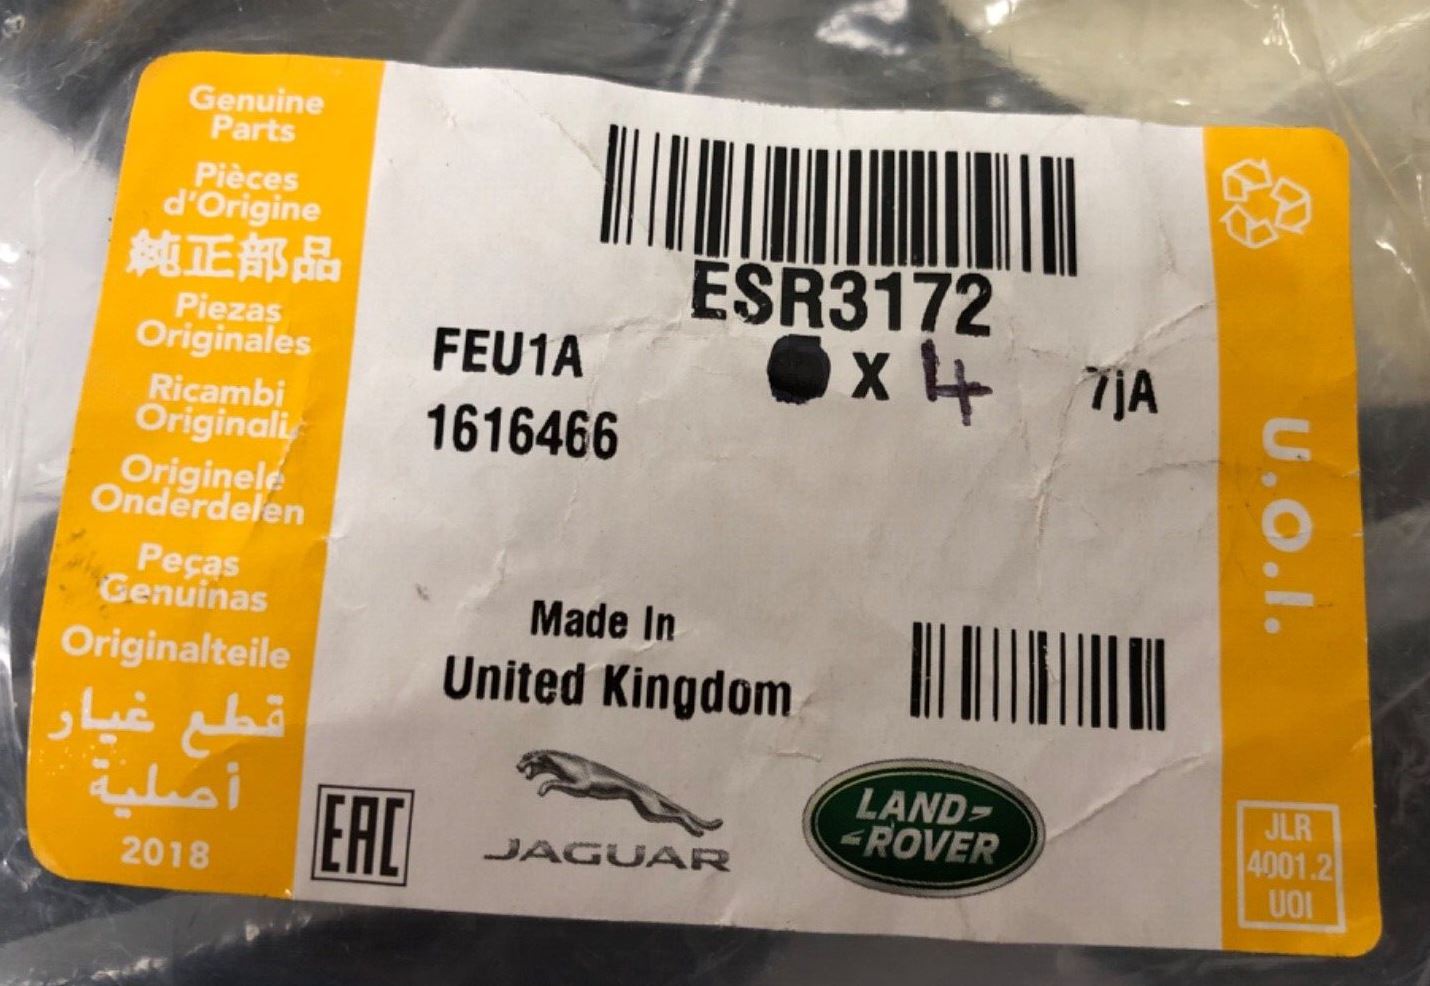 Genuine
Parts
Pièces
d'Origine
純正部品
Piezas
Originales
Ricambi
Originali
Originele
Onderdelen
Peças
Genuinas
Originalteile
قطع غيار
أصلية
2018
ESR3172
FEU1A
X 4
7jA
1616466
Made In
United Kingdom
EAC
JAGUAR
LAND-
-ROVER
u.o.i.
JLR
4001.2
UOI